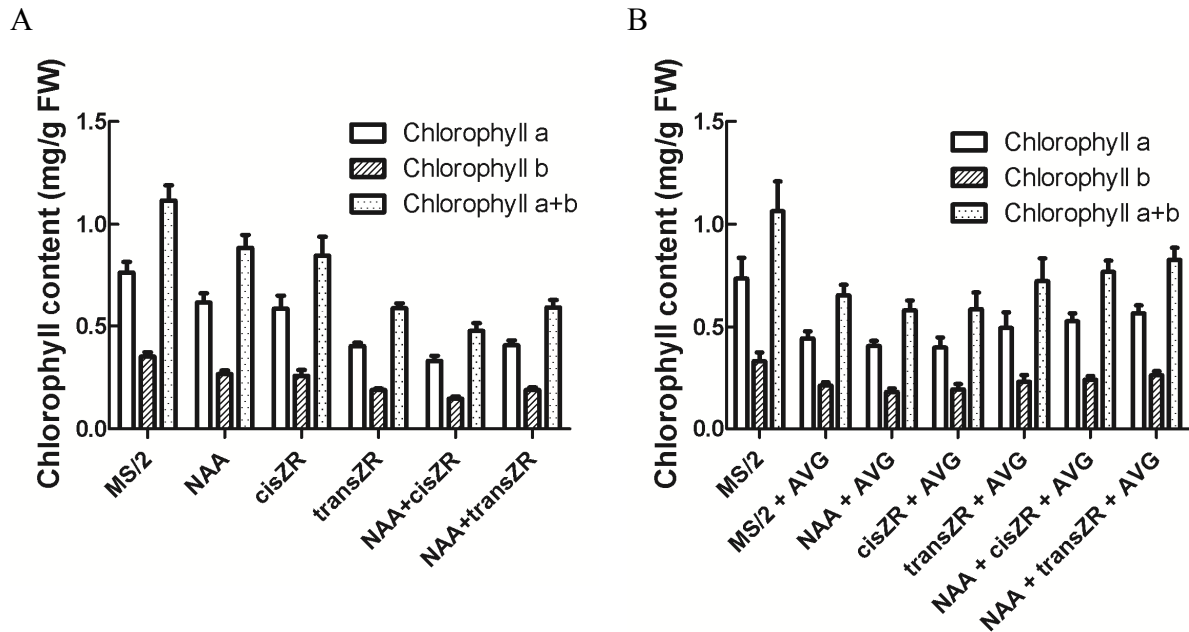 A
Chlorophyll content (mg/g FW)
1.5
1.0
0.5
0.0
Chlorophyll a
Chlorophyll b
Chlorophyll a+b
MS/2
NAA
cisZR
transZR
NAA+cisZR
NAA+transZR
B
Chlorophyll content (mg/g FW)
1.5
1.0
0.5
0.0
Chlorophyll a
Chlorophyll b
Chlorophyll a+b
MS/2
MS/2 + AVG
NAA + AVG
cisZR + AVG
transZR + AVG
NAA + cisZR + AVG
NAA + transZR + AVG